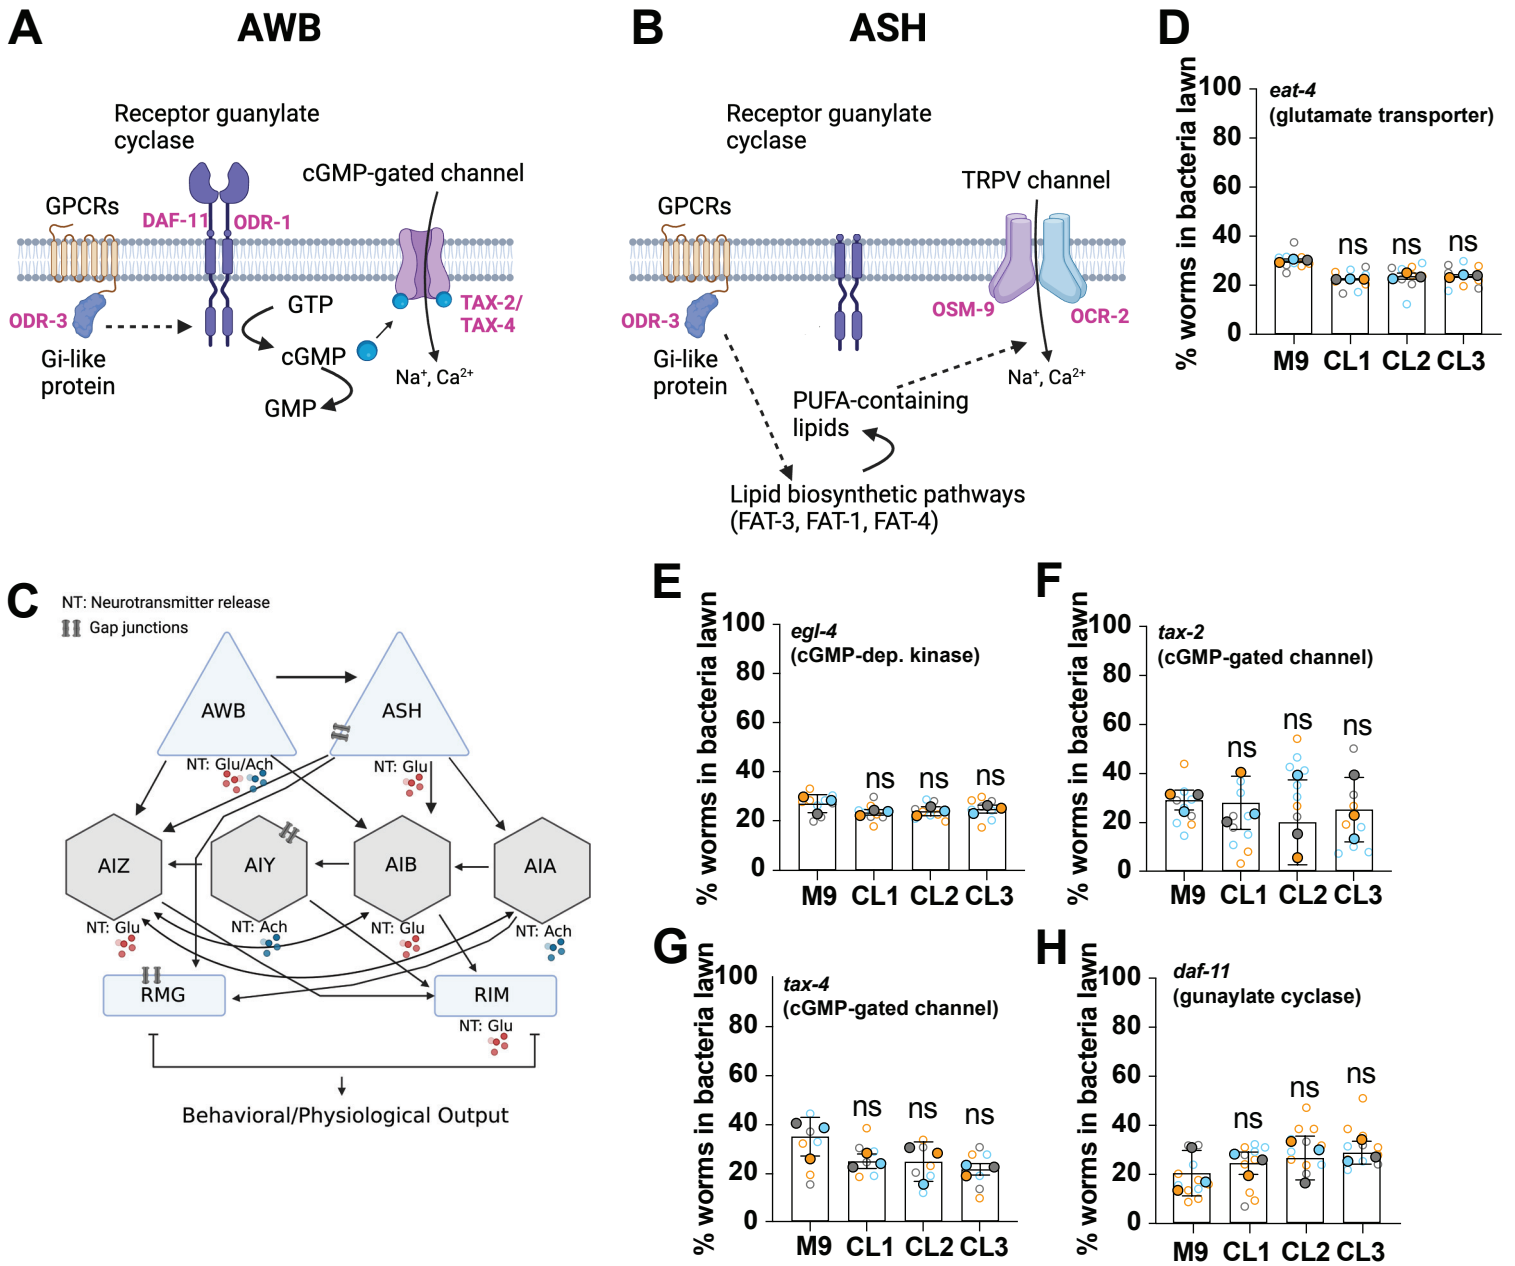 A
AWB
Receptor guanylate
cyclase
cGMP-gated channel
GPCRs
DAF-11
ODR-1
ODR-3
GTP
TAX-2/
TAX-4
Gi-like
protein
cGMP
Na⁺, Ca²⁺
GMP
B
ASH
Receptor guanylate
cyclase
TRPV channel
GPCRs
OSM-9
OCR-2
ODR-3
Gi-like
protein
Na⁺, Ca²⁺
PUFA-containing
lipids
Lipid biosynthetic pathways
(FAT-3, FAT-1, FAT-4)
C
NT: Neurotransmitter release
Gap junctions
AWB
ASH
NT: Glu/Ach
NT: Glu
AIZ
AIY
AIB
AIA
NT: Glu
NT: Ach
NT: Glu
NT: Ach
RMG
RIM
NT: Glu
Behavioral/Physiological Output
D
% worms in bacteria lawn
100
80
60
40
20
0
eat-4
(glutamate transporter)
ns
ns
ns
M9
CL1
CL2
CL3
E
% worms in bacteria lawn
100
80
60
40
20
0
egl-4
(cGMP-dep. kinase)
ns
ns
ns
M9
CL1
CL2
CL3
F
% worms in bacteria lawn
100
80
60
40
20
0
tax-2
(cGMP-gated channel)
ns
ns
ns
M9
CL1
CL2
CL3
G
% worms in bacteria lawn
100
80
60
40
20
0
tax-4
(cGMP-gated channel)
ns
ns
ns
M9
CL1
CL2
CL3
H
% worms in bacteria lawn
100
80
60
40
20
0
daf-11
(gunaylate cyclase)
ns
ns
ns
M9
CL1
CL2
CL3